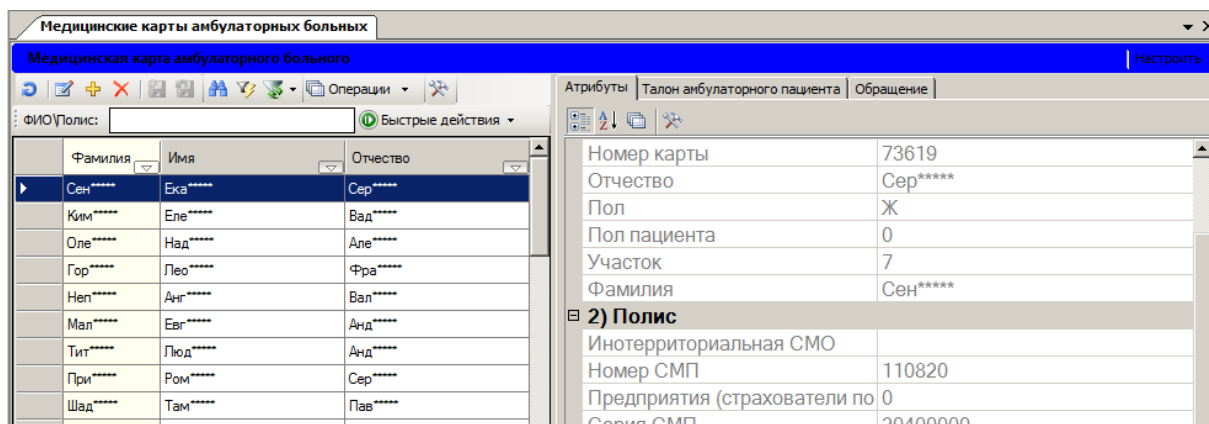 Медицинские карты амбулаторных больных
Медицинская карта амбулаторного больного Настроить
Операции
ФИО\Полис: Быстрые действия
Фамилия Имя Отчество
Сен***** Ека***** Сер*****
Ким***** Еле***** Вад*****
Оле***** Над***** Але*****
Гор***** Лео***** Фра*****
Неп***** Анг***** Вал*****
Мал***** Евг***** Анд*****
Тит***** Люд***** Анд*****
При***** Ром***** Сер*****
Шад***** Там***** Пав*****
Атрибуты Талон амбулаторного пациента Обращение
Номер карты 73619
Отчество Сер*****
Пол Ж
Пол пациента 0
Участок 7
Фамилия Сен*****
2) Полис
Инотерриториальная СМО
Номер СМП 110820
Предприятия (страхователи по 0
Серия СМП 20400000